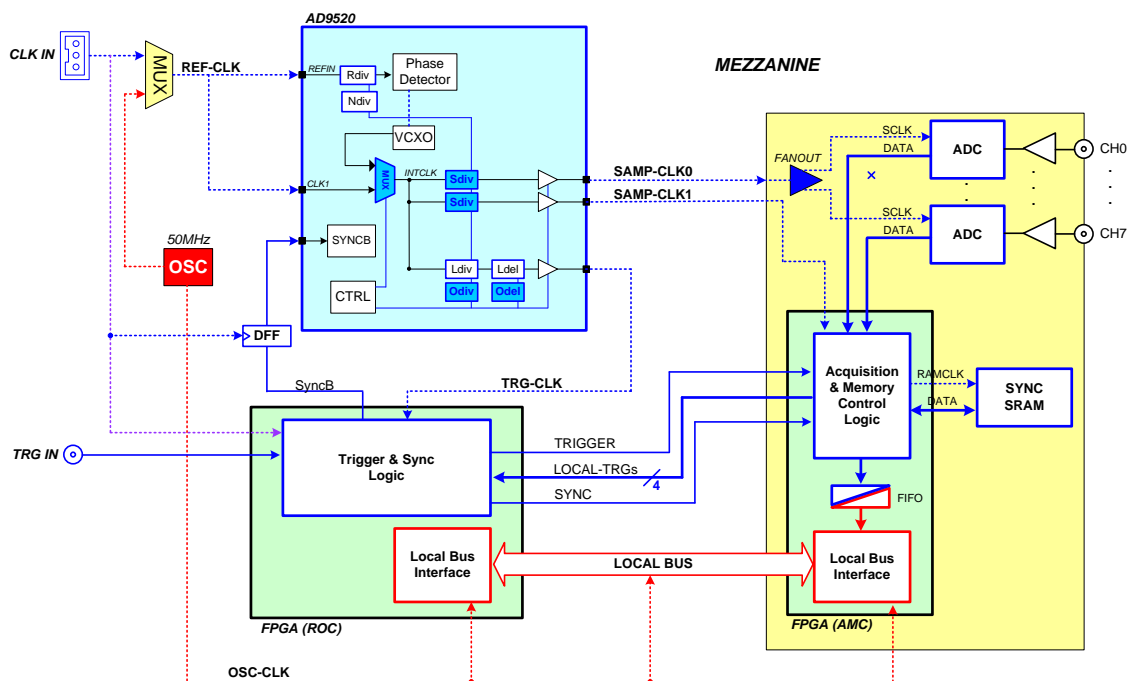 AD9520
CLK IN
MUX
REF-CLK
REFIN
Rdiv
Phase
Detector
Ndiv
VCXO
MUX
CLK1
INTCLK
Sdiv
Sdiv
SAMP-CLK0
SAMP-CLK1
50MHz
OSC
SYNCB
CTRL
Ldiv
Ldel
Odiv
Odel
DFF
SyncB
TRG-CLK
MEZZANINE
FANOUT
SCLK
DATA
ADC
CH0
SCLK
DATA
ADC
CH7
TRG IN
Trigger & Sync
Logic
TRIGGER
LOCAL-TRGs
4
SYNC
Acquisition
& Memory
Control
Logic
RAMCLK
DATA
SYNC
SRAM
FIFO
Local Bus
Interface
LOCAL BUS
Local Bus
Interface
FPGA (ROC)
FPGA (AMC)
OSC-CLK